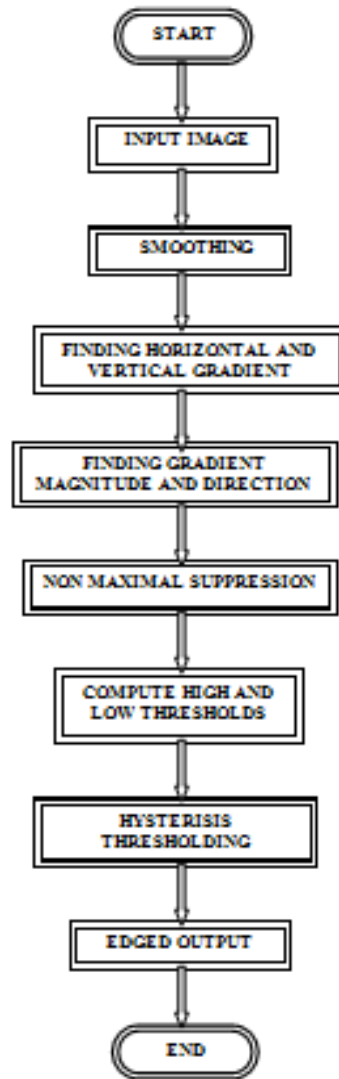 START
INPUT IMAGE
SMOOTHING
FINDING HORIZONTAL AND
VERTICAL GRADIENT
FINDING GRADIENT
MAGNITUDE AND DIRECTION
NON MAXIMAL SUPPRESSION
COMPUTE HIGH AND
LOW THRESHOLDS
HYSTERISIS
THRESHOLDING
EDGED OUTPUT
END